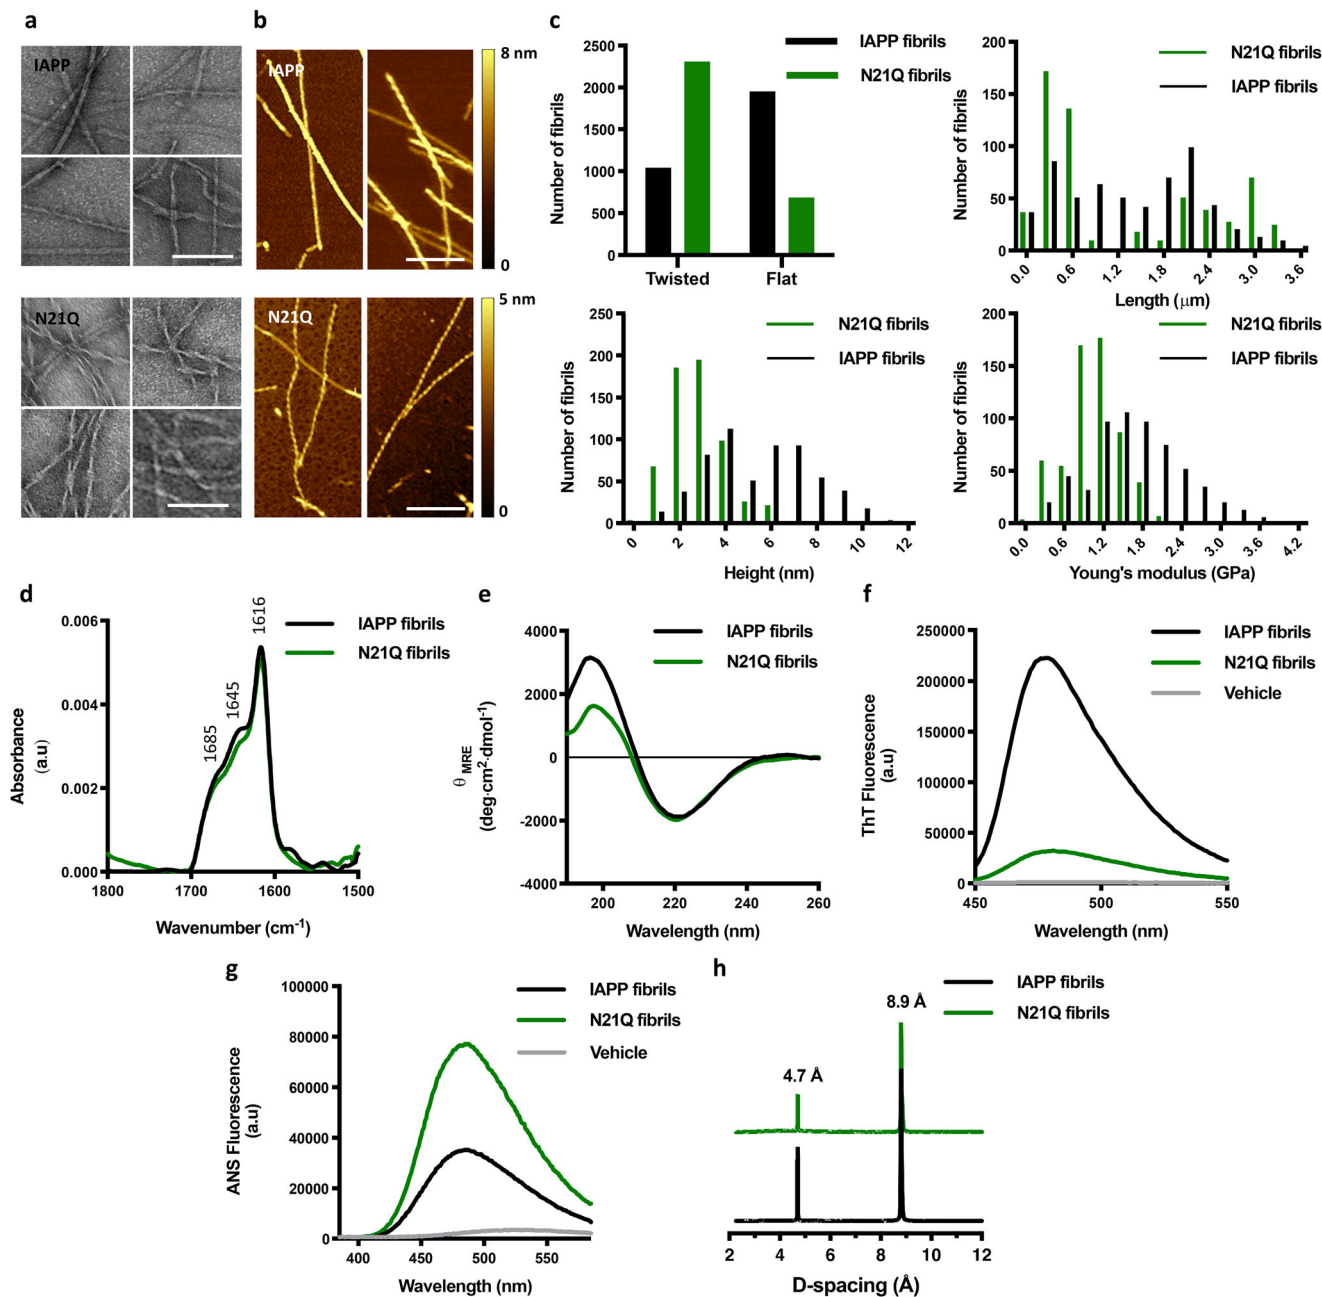 a
IAPP
N21Q
b
IAPP
8 nm
0
N21Q
5 nm
0
c
2500
2000
1500
1000
500
0
Number of fibrils
Twisted
Flat
IAPP fibrils
N21Q fibrils
200
150
100
50
0
Number of fibrils
0.0
0.6
1.2
1.8
2.4
3.0
3.6
Length (μm)
N21Q fibrils
IAPP fibrils
250
200
150
100
50
0
Number of fibrils
0
2
4
6
8
10
12
Height (nm)
N21Q fibrils
IAPP fibrils
200
150
100
50
0
Number of fibrils
0.0
0.6
1.2
1.8
2.4
3.0
3.6
4.2
Young's modulus (GPa)
N21Q fibrils
IAPP fibrils
d
0.006
0.004
0.002
0.000
Absorbance
(a.u)
1685
1645
1616
1800
1700
1600
1500
Wavenumber (cm⁻¹)
IAPP fibrils
N21Q fibrils
e
4000
2000
0
-2000
-4000
θ MRE
(deg·cm²·dmol⁻¹)
200
220
240
260
Wavelength (nm)
IAPP fibrils
N21Q fibrils
f
250000
200000
150000
100000
50000
0
ThT Fluorescence
(a.u)
450
500
550
Wavelength (nm)
IAPP fibrils
N21Q fibrils
Vehicle
g
100000
80000
60000
40000
20000
0
ANS Fluorescence
(a.u)
400
450
500
550
Wavelength (nm)
IAPP fibrils
N21Q fibrils
Vehicle
h
4.7 Å
8.9 Å
2
4
6
8
10
12
D-spacing (Å)
IAPP fibrils
N21Q fibrils